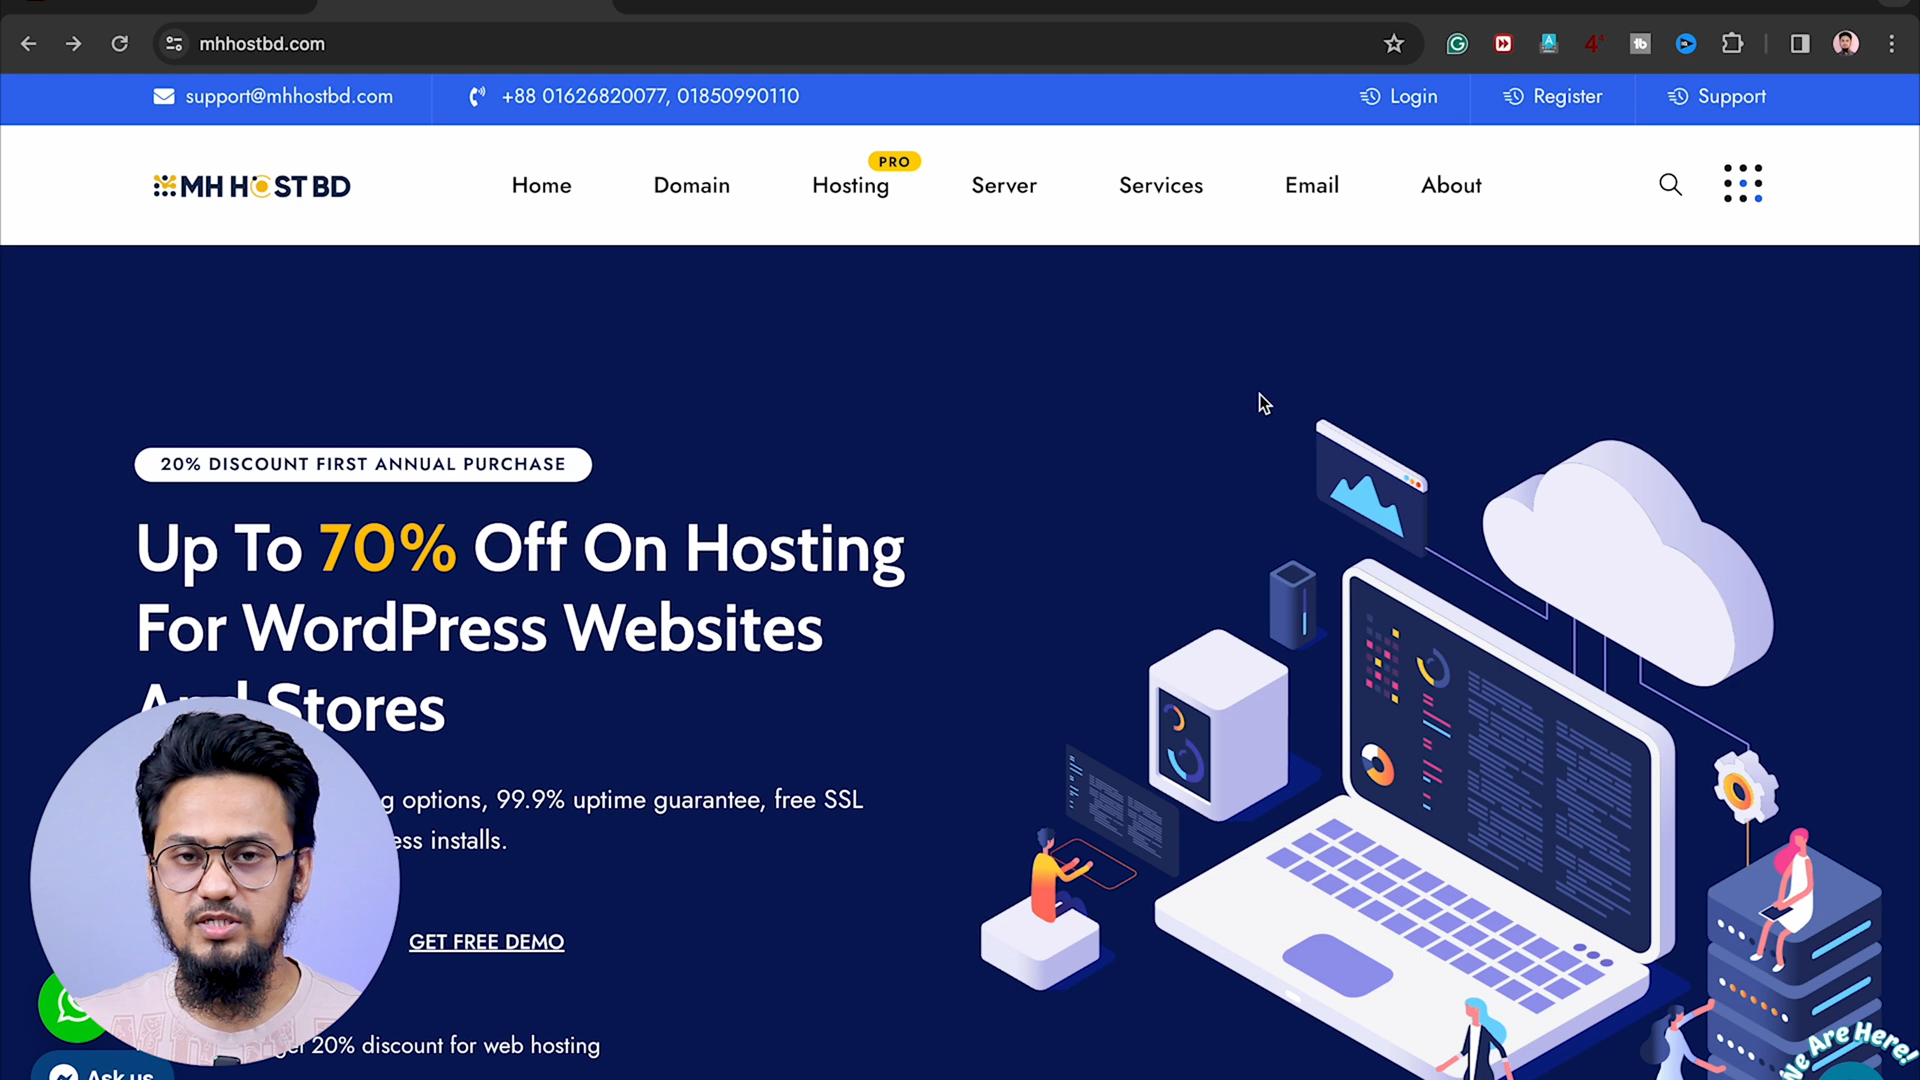 mhhostbd.com
support@mhhostbd.com
+88 01626820077, 01850990110
Login
Register
Support
MH HOST BD
Home
Domain
Hosting
PRO
Server
Services
Email
About
20% DISCOUNT FIRST ANNUAL PURCHASE
Up To 70% Off On Hosting
For WordPress Websites
And Stores
options, 99.9% uptime guarantee, free SSL
installs.
GET FREE DEMO
20% discount for web hosting
Ask us
We Are Here!